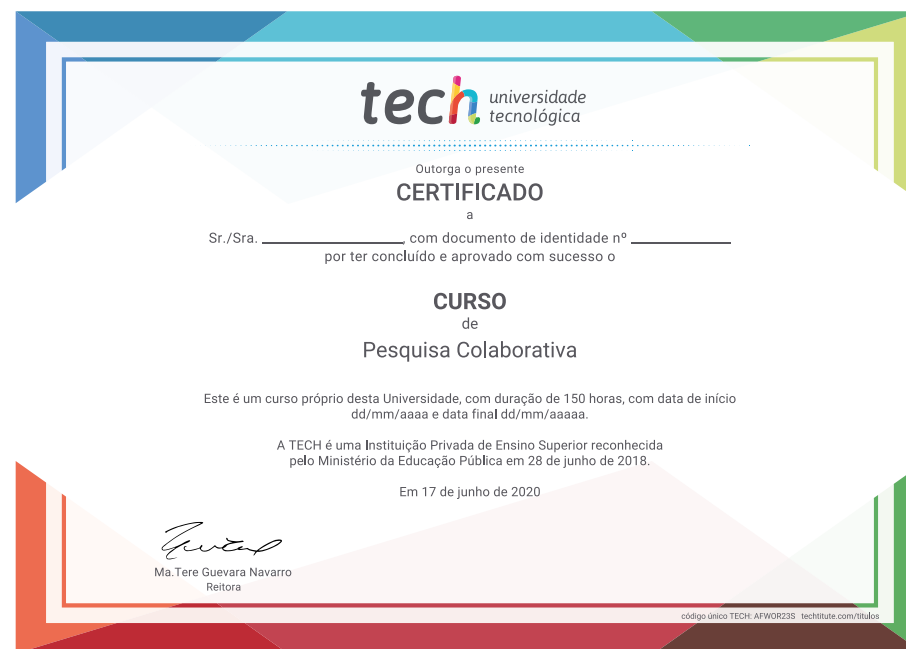 tech universidade
tecnológica
Outorga o presente
CERTIFICADO
a
Sr./Sra. ________________, com documento de identidade nº ____________
por ter concluído e aprovado com sucesso o
CURSO
de
Pesquisa Colaborativa
Este é um curso próprio desta Universidade, com duração de 150 horas, com data de início
dd/mm/aaaa e data final dd/mm/aaaaa.
A TECH é uma Instituição Privada de Ensino Superior reconhecida
pelo Ministério da Educação Pública em 28 de junho de 2018.
Em 17 de junho de 2020
Ma.Tere Guevara Navarro
Reitora
código único TECH: AFWOR23S techtitute.com/titulos